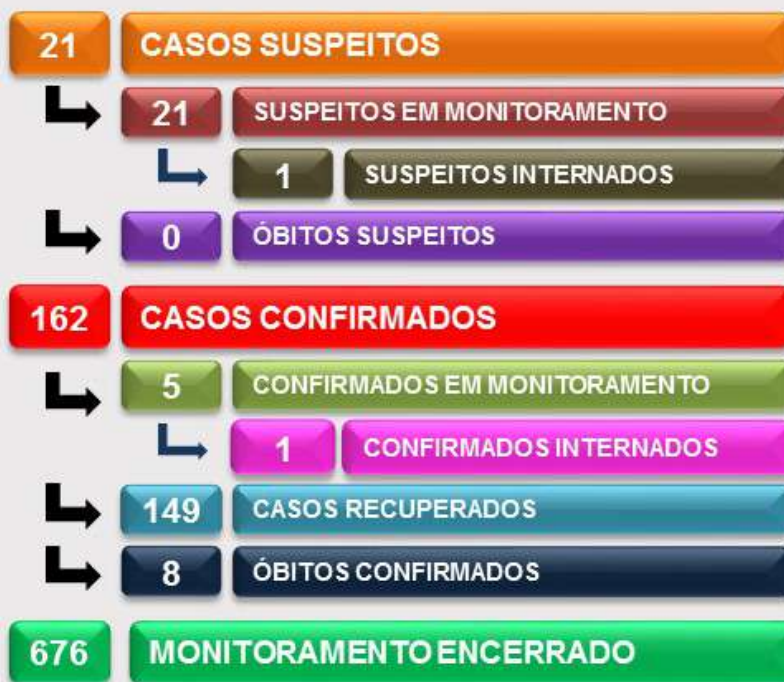 21 CASOS SUSPEITOS
21 SUSPEITOS EM MONITORAMENTO
1 SUSPEITOS INTERNADOS
0 ÓBITOS SUSPEITOS
162 CASOS CONFIRMADOS
5 CONFIRMADOS EM MONITORAMENTO
1 CONFIRMADOS INTERNADOS
149 CASOS RECUPERADOS
8 ÓBITOS CONFIRMADOS
676 MONITORAMENTO ENCERRADO